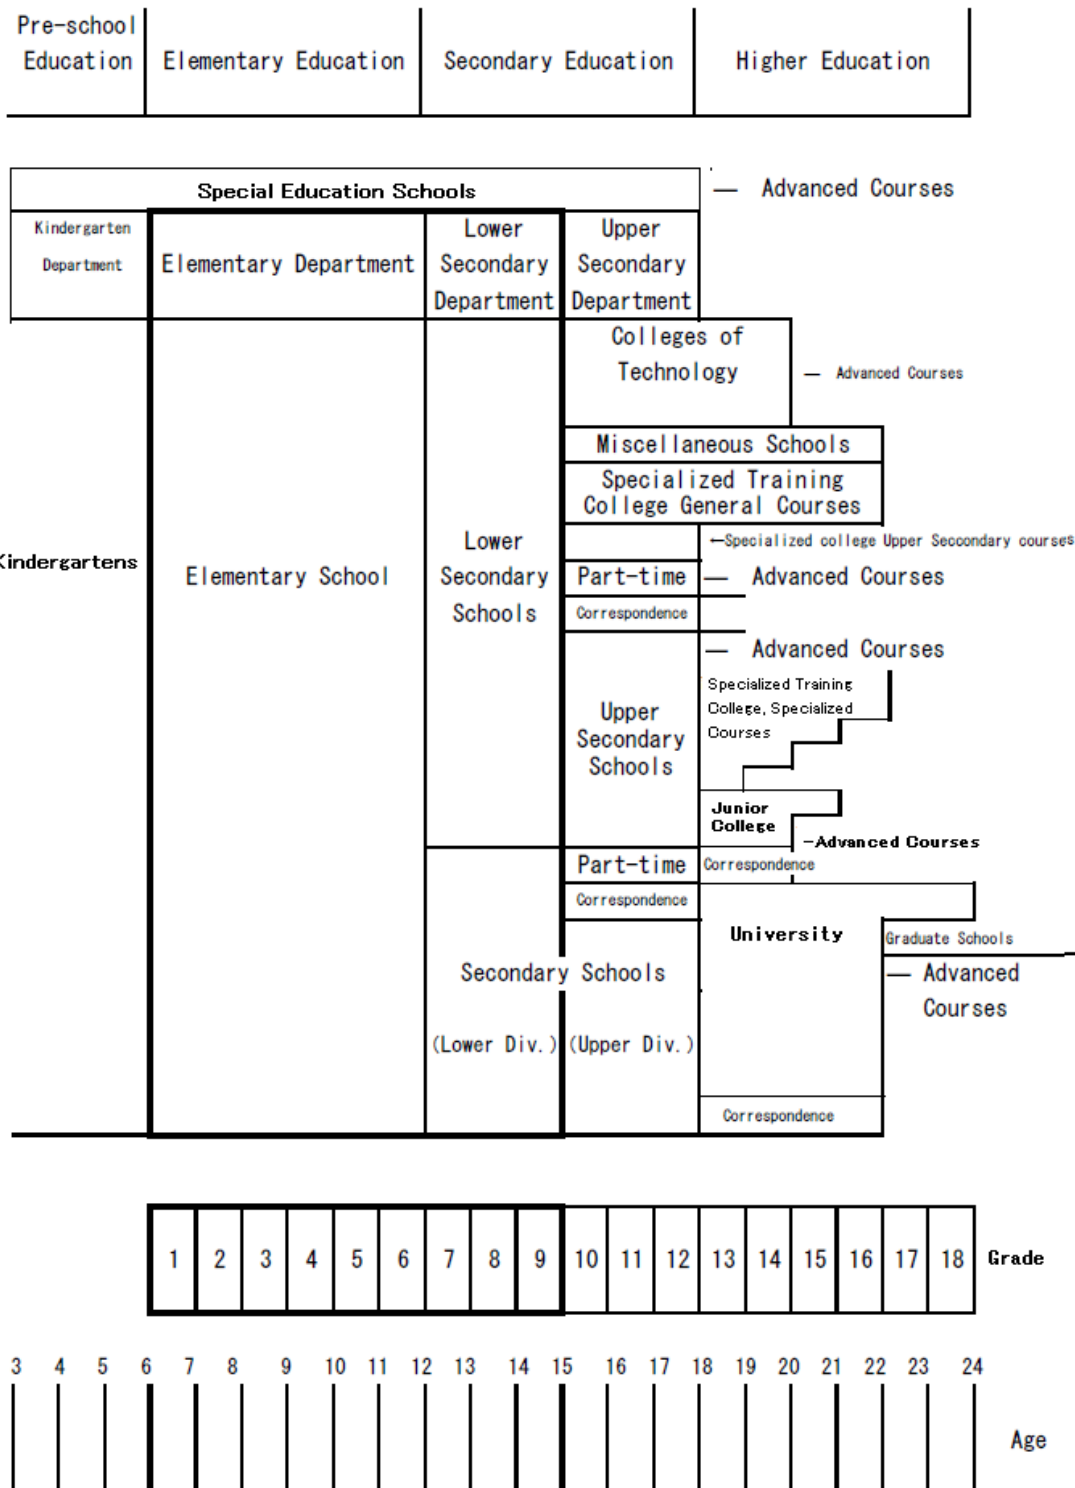 Pre-school
Education
Elementary Education
Secondary Education
Higher Education
Special Education Schools
— Advanced Courses
Kindergarten
Department
Elementary Department
Lower
Secondary
Department
Upper
Secondary
Department
Colleges of
Technology
— Advanced Courses
Miscellaneous Schools
Specialized Training
College General Courses
←Specialized college Upper Seccondary courses
Kindergartens
Elementary School
Lower
Secondary
Schools
Part-time
— Advanced Courses
Correspondence
— Advanced Courses
Upper
Secondary
Schools
Specialized Training
College, Specialized
Courses
Junior
College
-Advanced Courses
Part-time
Correspondence
Correspondence
University
Graduate Schools
— Advanced
Courses
Secondary Schools
(Lower Div.)
(Upper Div.)
Correspondence
1 2 3 4 5 6 7 8 9 10 11 12 13 14 15 16 17 18 Grade
3 4 5 6 7 8 9 10 11 12 13 14 15 16 17 18 19 20 21 22 23 24
Age